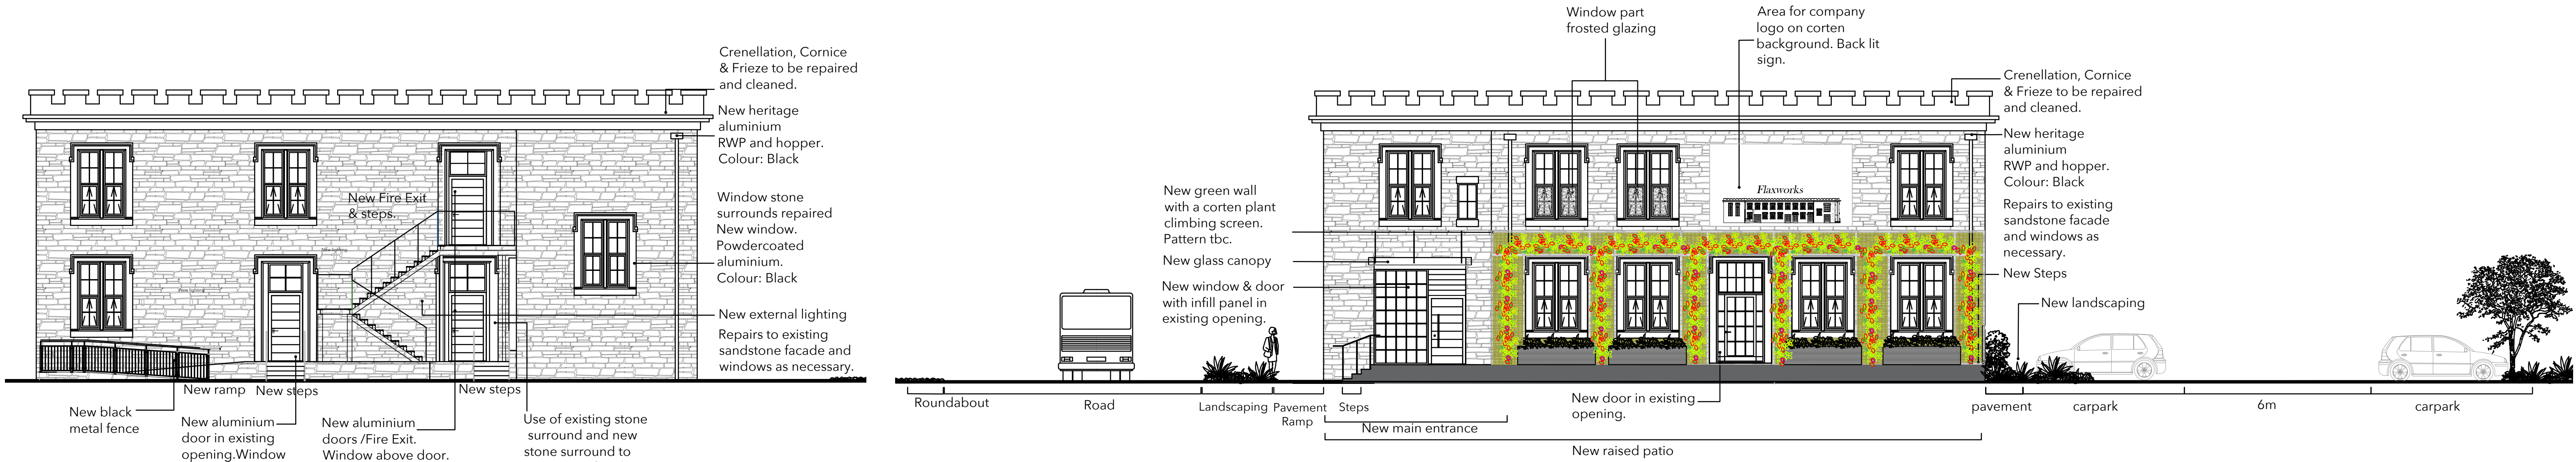 Crenellation, Cornice
& Frieze to be repaired
and cleaned.
New heritage
aluminium
RWP and hopper.
Colour: Black
Window stone
surrounds repaired
New window.
Powdercoated
aluminium.
Colour: Black
New external lighting
Repairs to existing
sandstone facade and
windows as necessary.
New Fire Exit
& steps.
New ramp
New steps
New steps
New black
metal fence
New aluminium
door in existing
opening.Window
New aluminium
doors /Fire Exit.
Window above door.
Use of existing stone
surround and new
stone surround to
Window part
frosted glazing
Area for company
logo on corten
background. Back lit
sign.
Crenellation, Cornice
& Frieze to be repaired
and cleaned.
New heritage
aluminium
RWP and hopper.
Colour: Black
Repairs to existing
sandstone facade
and windows as
necessary.
New Steps
New landscaping
New green wall
with a corten plant
climbing screen.
Pattern tbc.
New glass canopy
New window & door
with infill panel in
existing opening.
Flaxworks
Roundabout
Road
Landscaping
Pavement
Ramp
Steps
New main entrance
New door in existing
opening.
New raised patio
pavement
carpark
6m
carpark